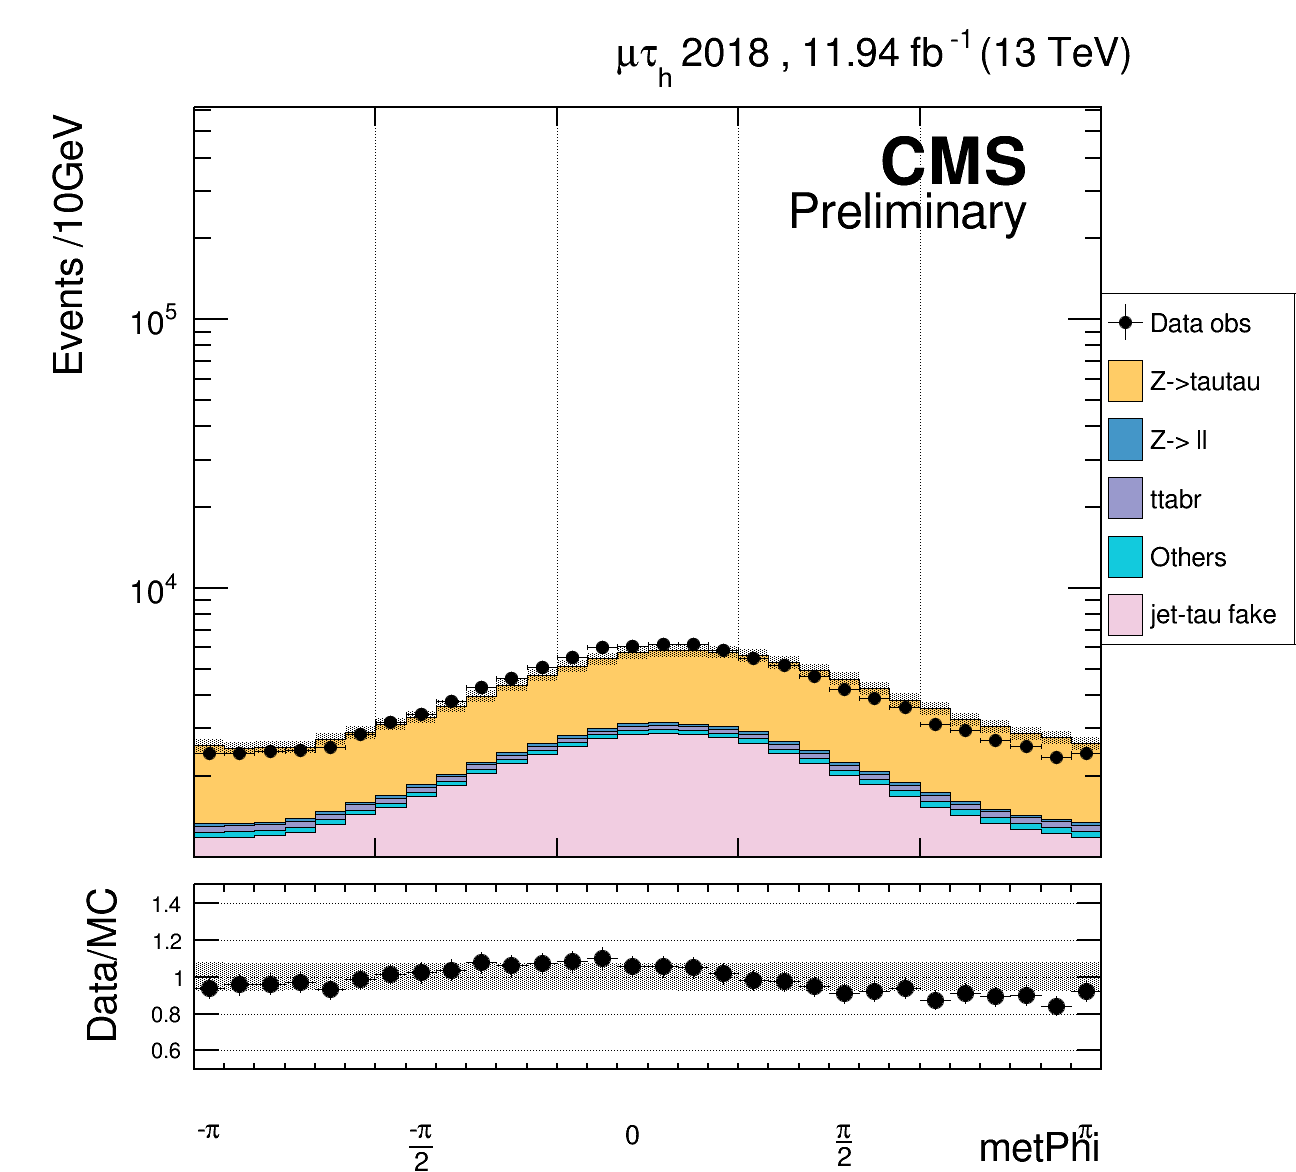 μτh 2018 , 11.94 fb-1 (13 TeV)
Events /10GeV
CMS
Preliminary
10^5
10^4
Data obs
Z->tautau
Z-> ll
ttabr
Others
jet-tau fake
Data/MC
1.4
1.2
1
0.8
0.6
-π
-π/2
0
π/2
π
metPhi